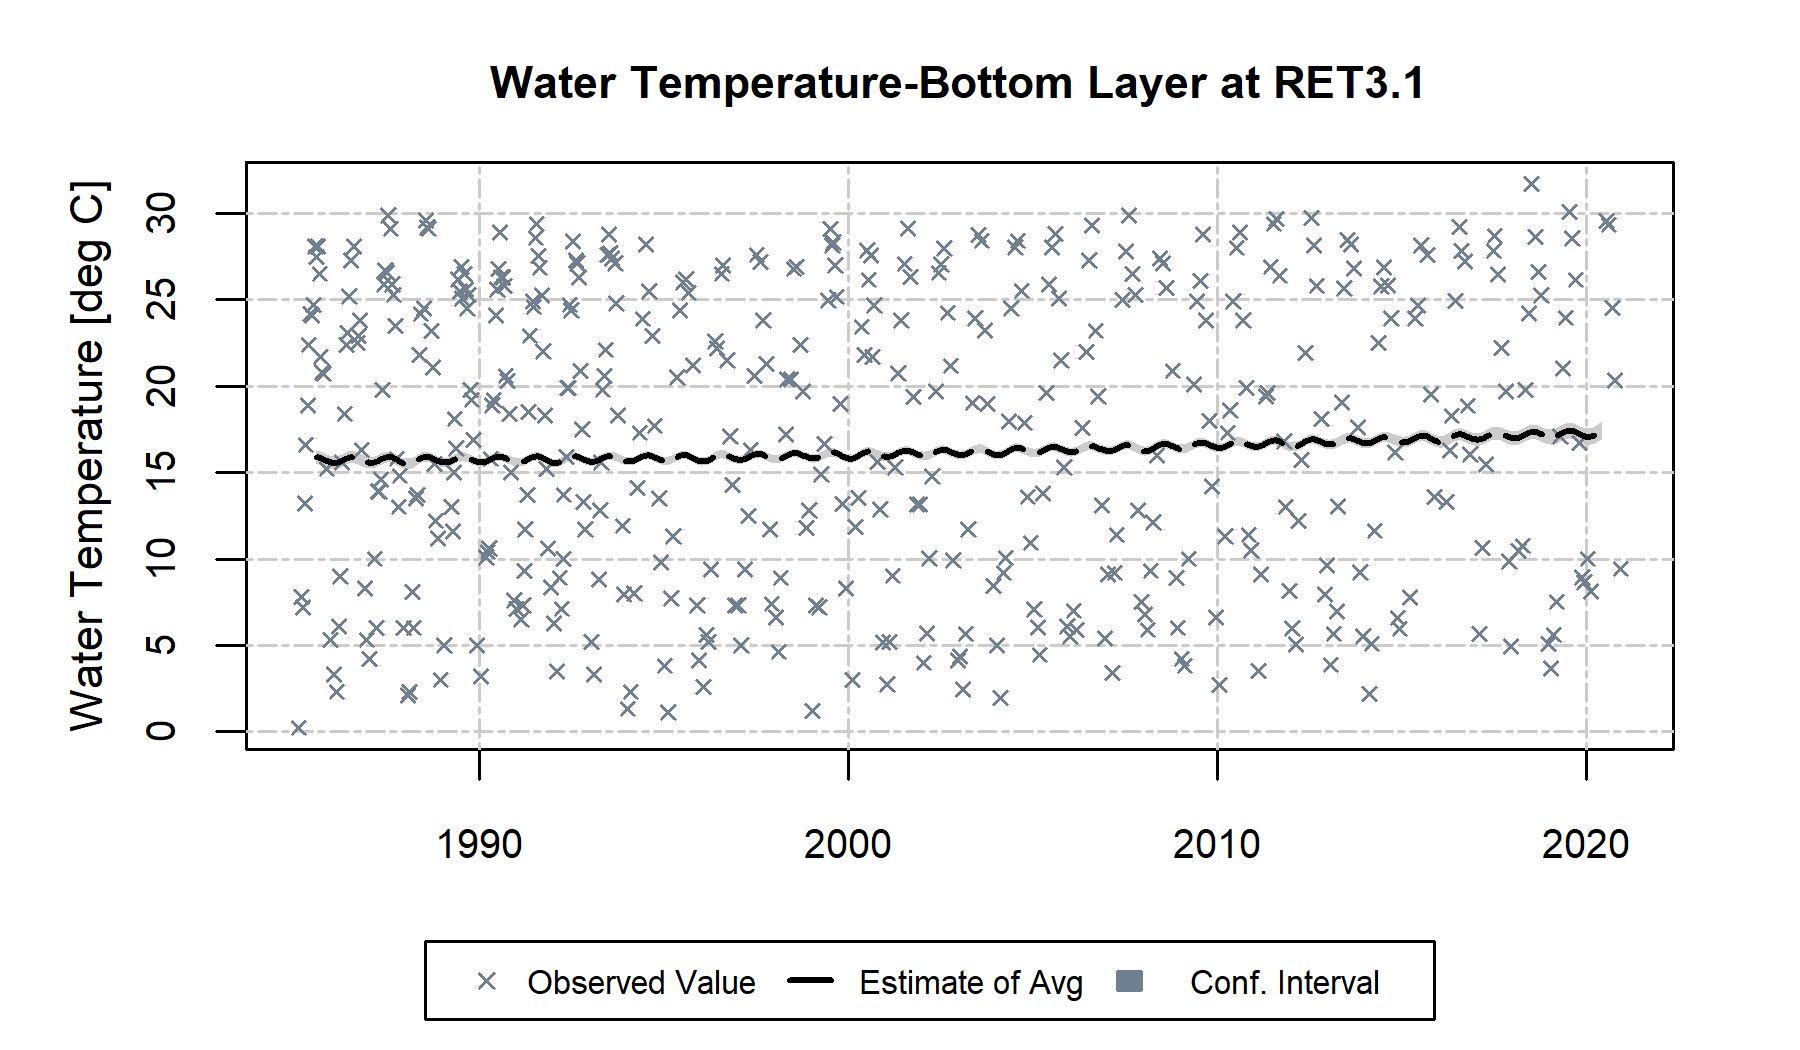 Water Temperature-Bottom Layer at RET3.1
Water Temperature [deg C]
30
25
20
15
10
5
0
1990 2000 2010 2020
Observed Value Estimate of Avg Conf. Interval